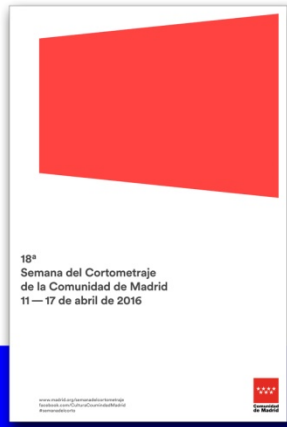 18ª
Semana del Cortometraje
de la Comunidad de Madrid
11 — 17 de abril de 2016
www.madrid.org/semanadelcortometraje
facebook.com/CulturaComunidadMadrid
#semanadelcorto
Comunidad
de Madrid